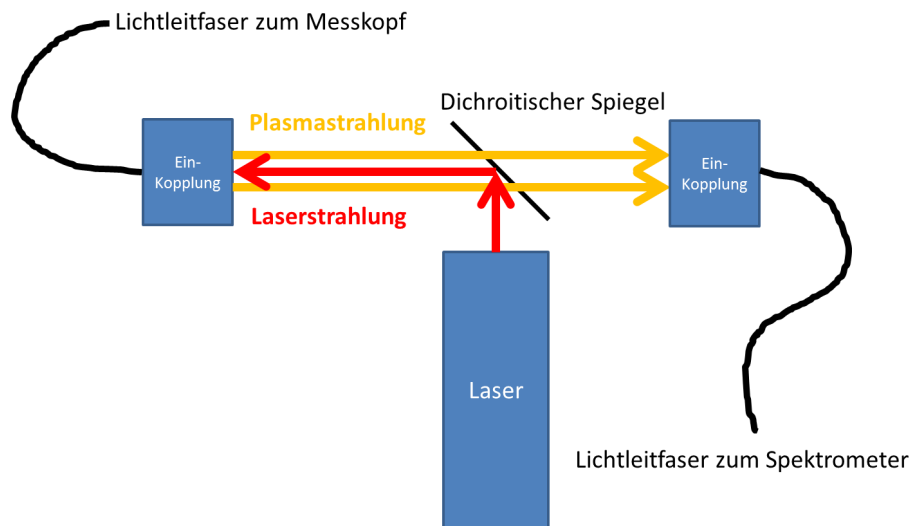 Lichtleitfaser zum Messkopf
Dichroitischer Spiegel
Plasmastrahlung
Ein-
Kopplung
Ein-
Kopplung
Laserstrahlung
Laser
Lichtleitfaser zum Spektrometer